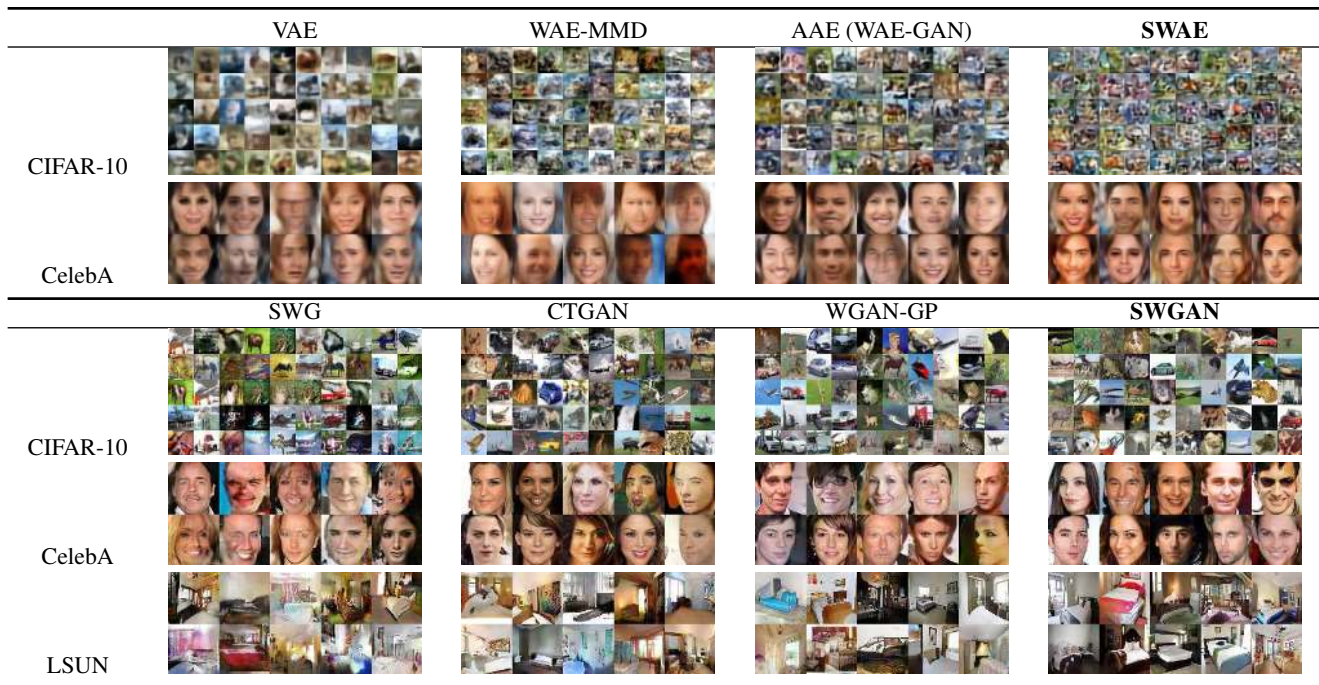 VAE WAE-MMD AAE (WAE-GAN) SWAE
CIFAR-10
CelebA
SWG CTGAN WGAN-GP SWGAN
CIFAR-10
CelebA
LSUN